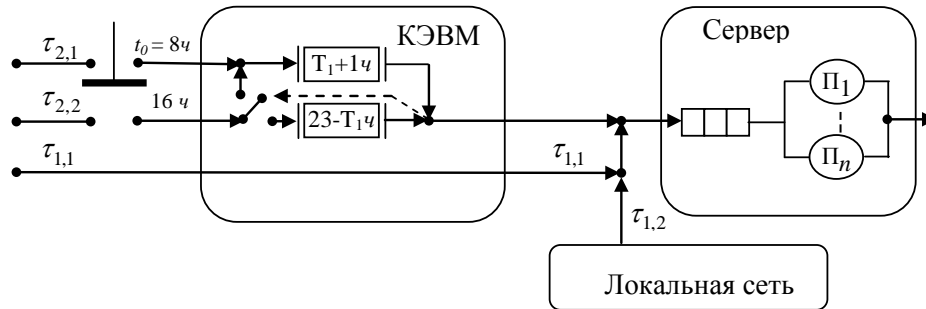 КЭВМ
Сервер
τ2,1
t0 = 8ч
T1+1ч
П1
τ2,2
16 ч
23-T1ч
τ1,1
τ1,1
Пn
τ1,2
Локальная сеть